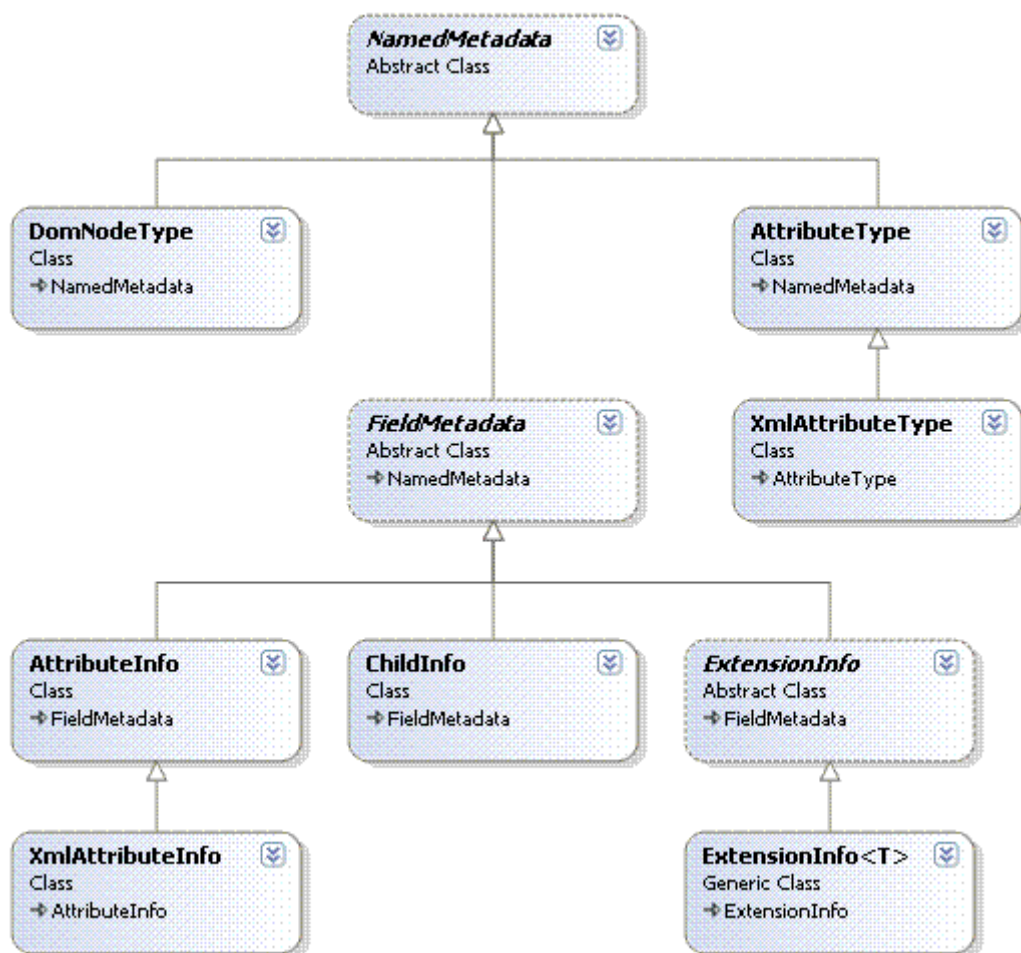 NamedMetadata
Abstract Class
DomNodeType
Class
NamedMetadata
AttributeType
Class
NamedMetadata
FieldMetadata
Abstract Class
NamedMetadata
XmlAttributeType
Class
AttributeType
AttributeInfo
Class
FieldMetadata
ChildInfo
Class
FieldMetadata
ExtensionInfo
Abstract Class
FieldMetadata
XmlAttributeInfo
Class
AttributeInfo
ExtensionInfo<T>
Generic Class
ExtensionInfo